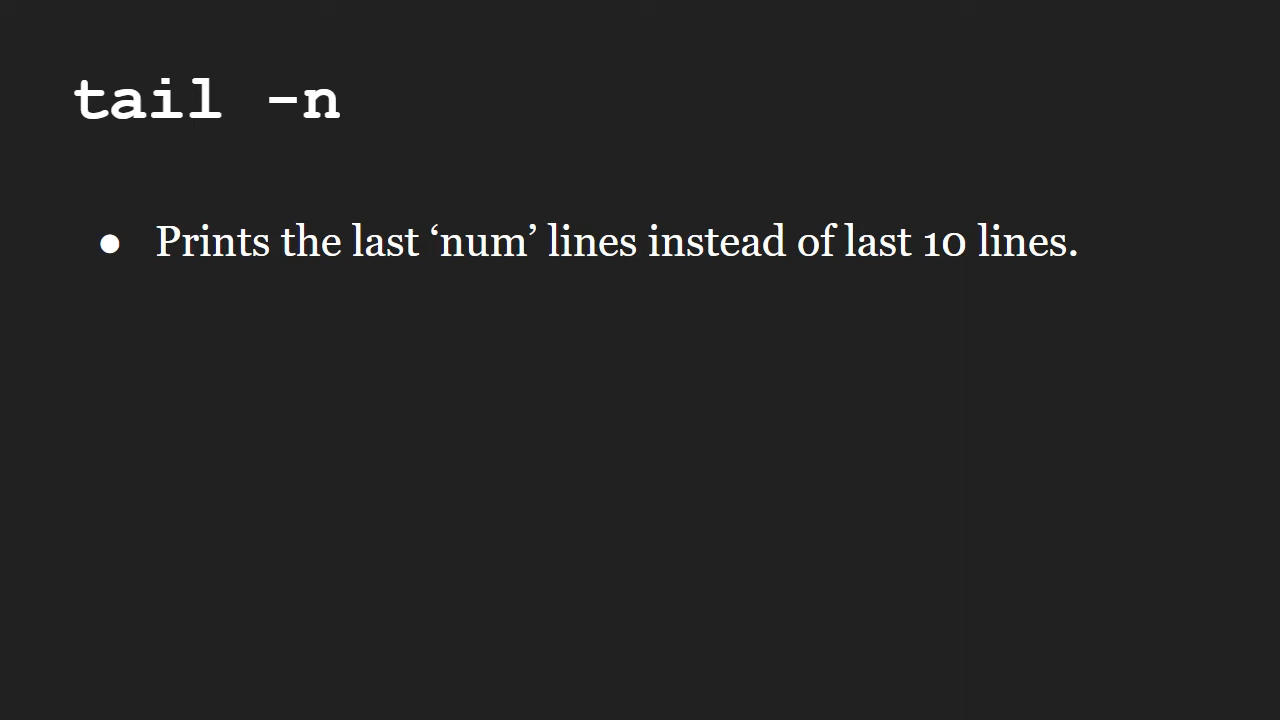 tail -n
● Prints the last ‘num’ lines instead of last 10 lines.